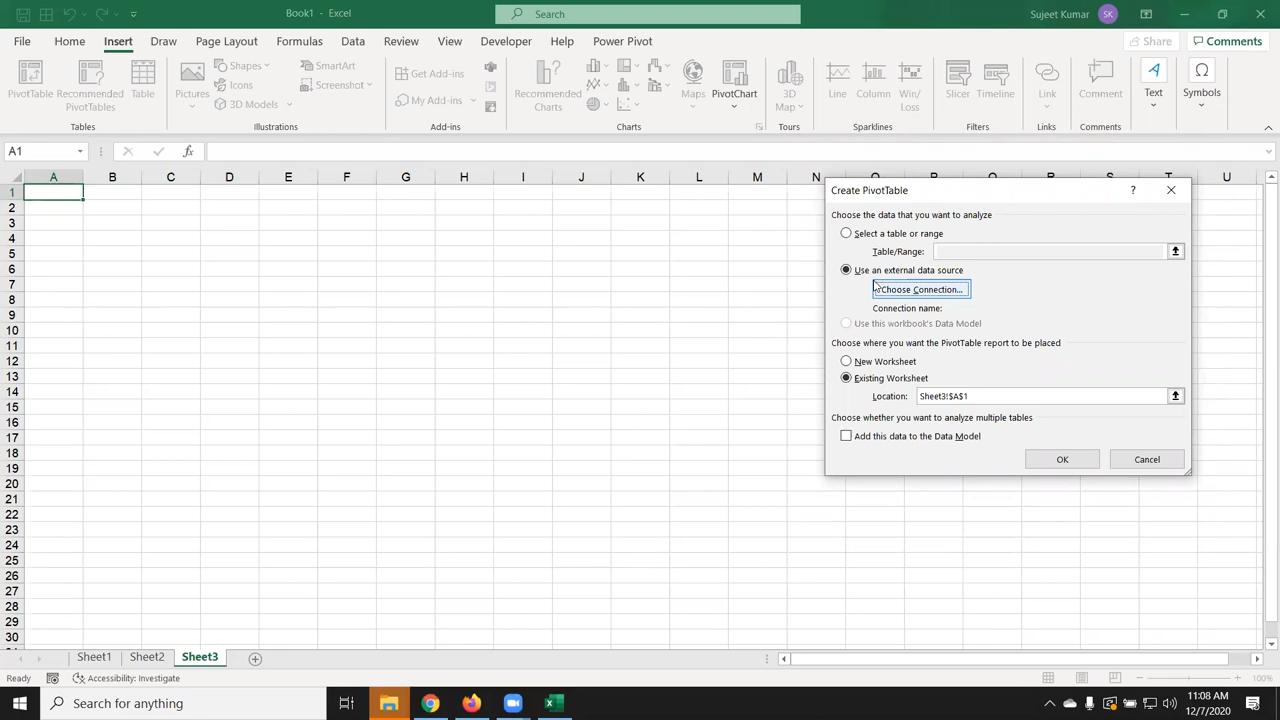 Book1 - Excel
Search
Sujeet Kumar
SK
File Home Insert Draw Page Layout Formulas Data Review View Developer Help Power Pivot
Share
Comments
PivotTable
Recommended PivotTables
Table
Pictures
Shapes
Icons
3D Models
SmartArt
Screenshot
Get Add-ins
My Add-ins
Recommended Charts
Maps
PivotChart
3D Map
Line
Column
Win/Loss
Slicer
Timeline
Link
Comment
Text
Symbols
Tables Illustrations Add-ins Charts Tours Sparklines Filters Links Comments
A1
fx
A B C D E F G H I J K L M N O P Q R S T U
1
2
3
4
5
6
7
8
9
10
11
12
13
14
15
16
17
18
19
20
21
22
23
24
25
26
27
28
29
30
Create PivotTable
?
Choose the data that you want to analyze
Select a table or range
Table/Range:
Use an external data source
Choose Connection...
Connection name:
Use this workbook's Data Model
Choose where you want the PivotTable report to be placed
New Worksheet
Existing Worksheet
Location: Sheet3!$A$1
Choose whether you want to analyze multiple tables
Add this data to the Data Model
OK Cancel
Sheet1 Sheet2 Sheet3
Ready
Accessibility: Investigate
100%
Search for anything
11:08 AM
12/7/2020